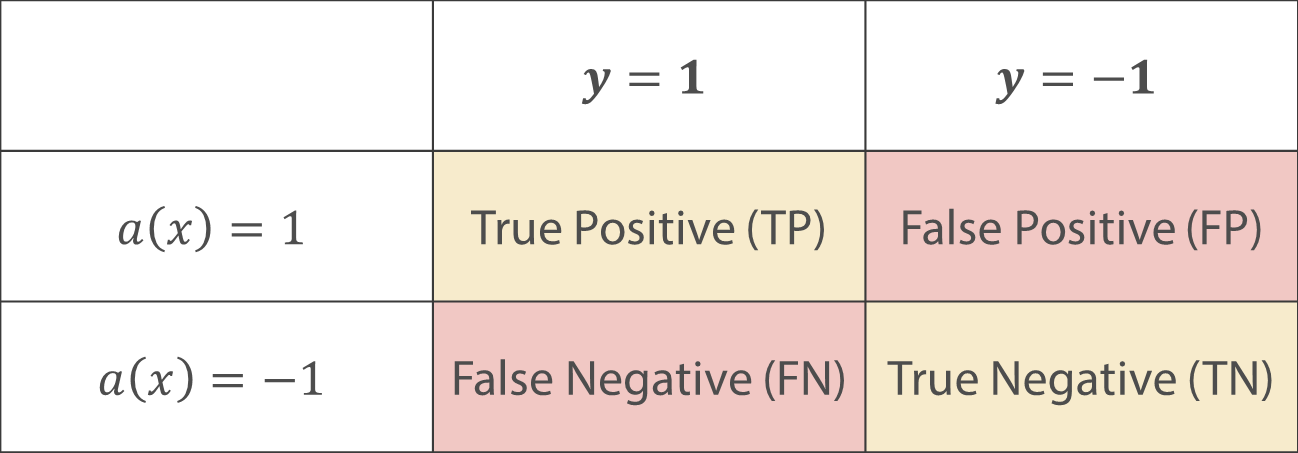 y = 1 y = −1
a(x) = 1 True Positive (TP) False Positive (FP)
a(x) = −1 False Negative (FN) True Negative (TN)